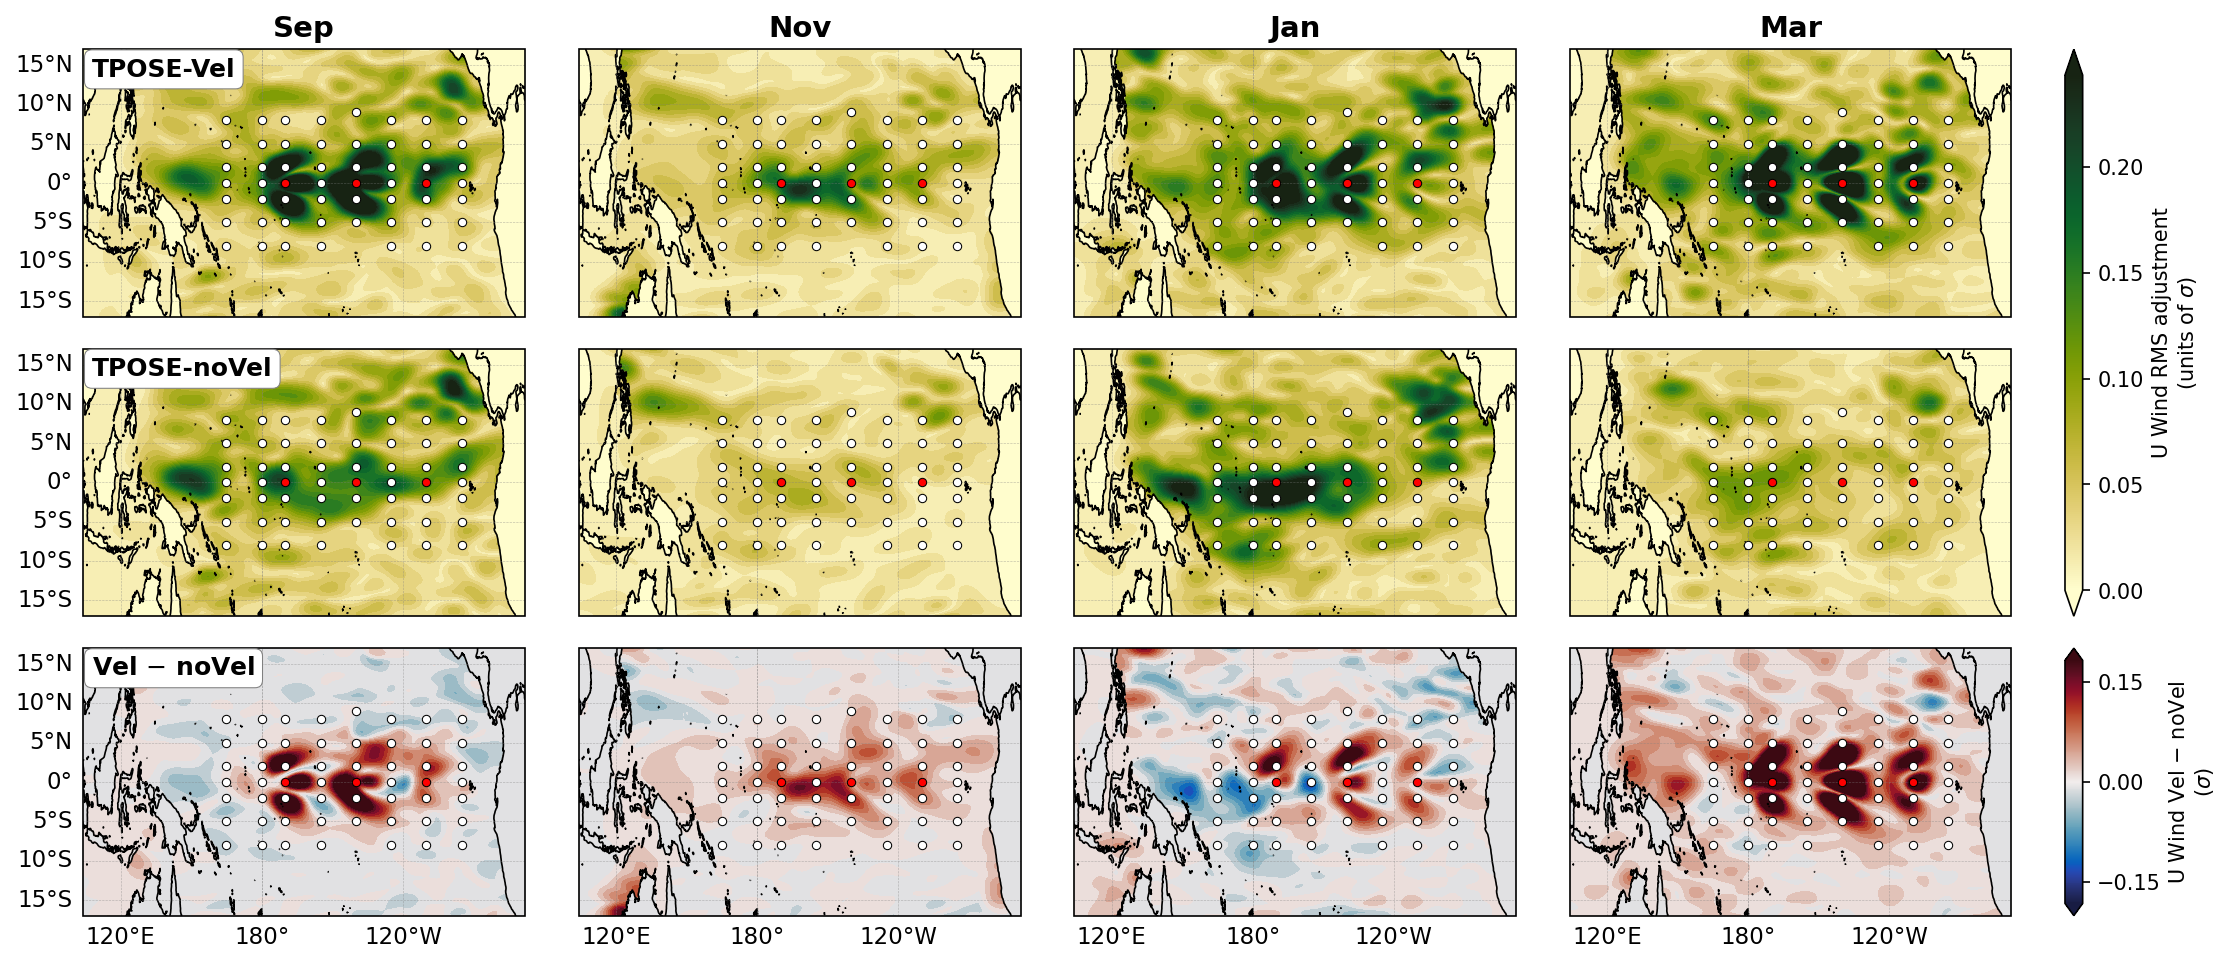 Sep Nov Jan Mar
TPOSE-Vel
15°N
10°N
5°N
0°
5°S
10°S
15°S
TPOSE-noVel
15°N
10°N
5°N
0°
5°S
10°S
15°S
0.20
0.15
0.10
0.05
0.00
U Wind RMS adjustment
(units of σ)
Vel − noVel
15°N
10°N
5°N
0°
5°S
10°S
15°S
0.15
0.00
−0.15
U Wind Vel − noVel
(σ)
120°E 180° 120°W 120°E 180° 120°W 120°E 180° 120°W 120°E 180° 120°W